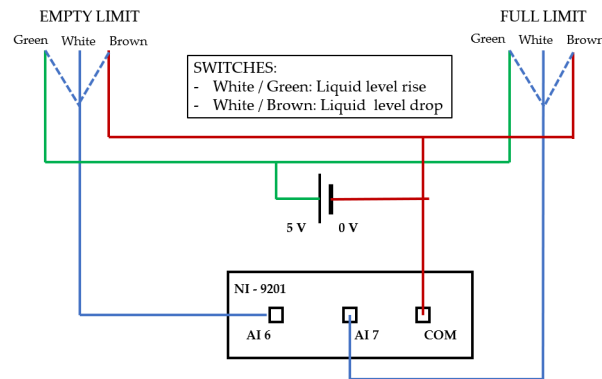 EMPTY LIMIT
FULL LIMIT
Green White Brown
Green White Brown
SWITCHES:
- White / Green: Liquid level rise
- White / Brown: Liquid level drop
5 V 0 V
NI - 9201
AI 6 AI 7 COM